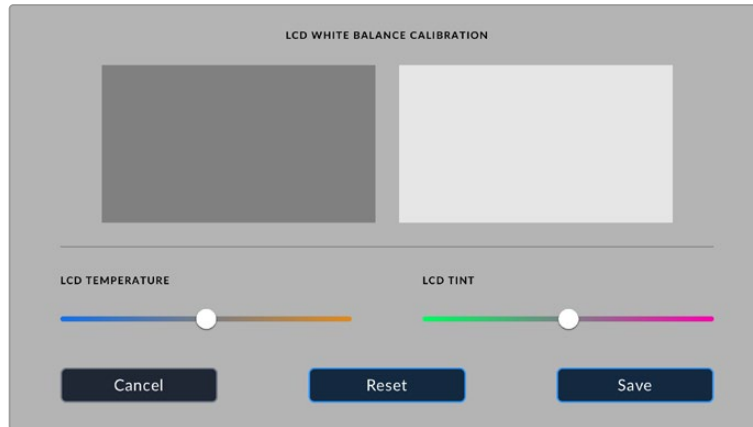 LCD WHITE BALANCE CALIBRATION
LCD TEMPERATURE
LCD TINT
Cancel
Reset
Save